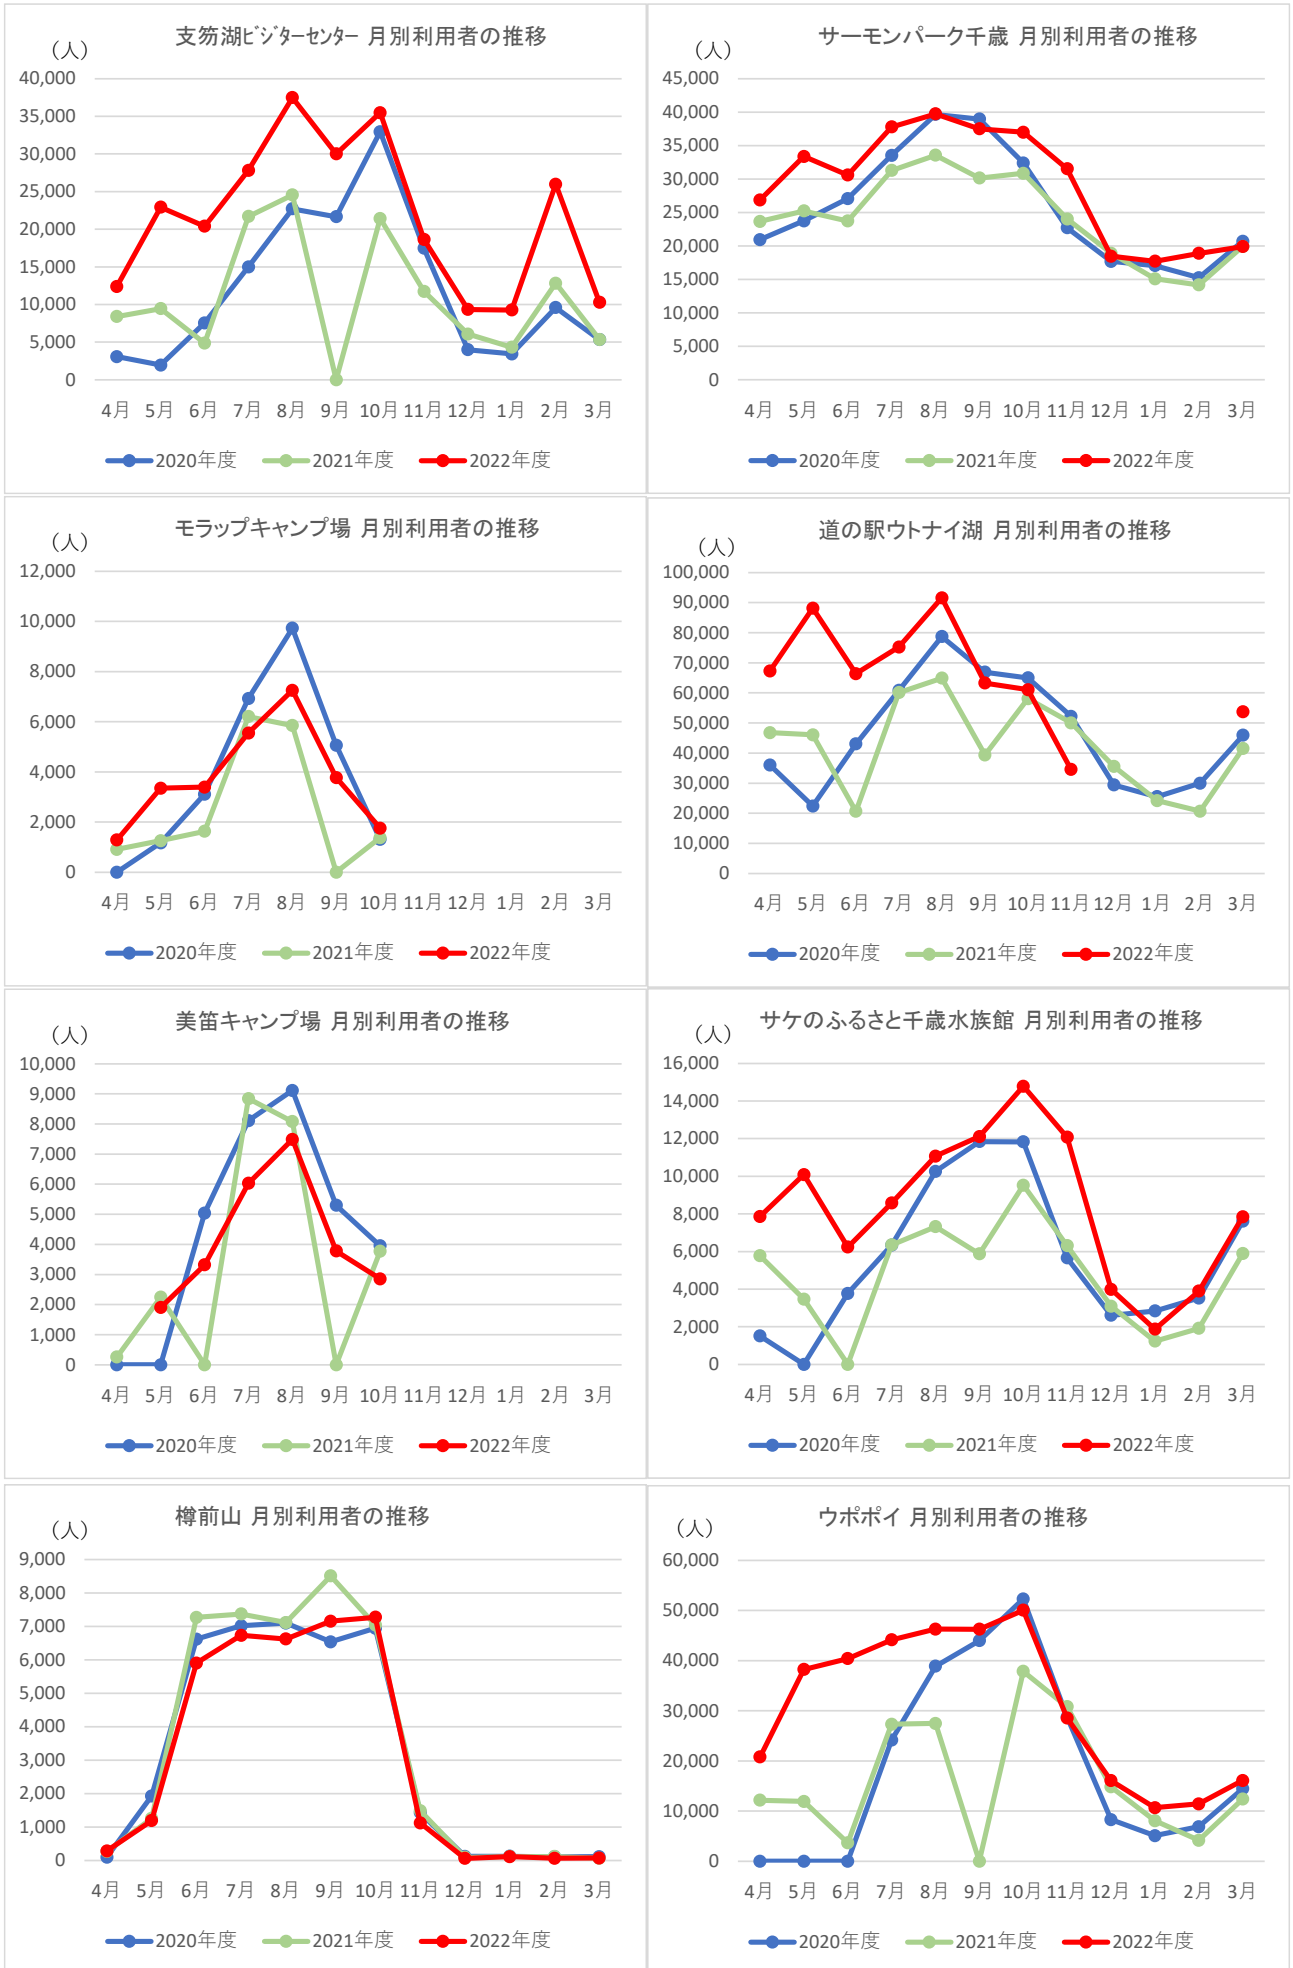 支笏湖ﾋﾞｼﾞﾀｰｾﾝﾀｰ 月別利用者の推移
（人）
40,000
35,000
30,000
25,000
20,000
15,000
10,000
5,000
0
4月 5月 6月 7月 8月 9月 10月 11月 12月 1月 2月 3月
2020年度 2021年度 2022年度
サーモンパーク千歳 月別利用者の推移
（人）
45,000
40,000
35,000
30,000
25,000
20,000
15,000
10,000
5,000
0
4月 5月 6月 7月 8月 9月 10月 11月 12月 1月 2月 3月
2020年度 2021年度 2022年度
モラップキャンプ場 月別利用者の推移
（人）
12,000
10,000
8,000
6,000
4,000
2,000
0
4月 5月 6月 7月 8月 9月 10月 11月 12月 1月 2月 3月
2020年度 2021年度 2022年度
道の駅ウトナイ湖 月別利用者の推移
（人）
100,000
90,000
80,000
70,000
60,000
50,000
40,000
30,000
20,000
10,000
0
4月 5月 6月 7月 8月 9月 10月 11月 12月 1月 2月 3月
2020年度 2021年度 2022年度
美笛キャンプ場 月別利用者の推移
（人）
10,000
9,000
8,000
7,000
6,000
5,000
4,000
3,000
2,000
1,000
0
4月 5月 6月 7月 8月 9月 10月 11月 12月 1月 2月 3月
2020年度 2021年度 2022年度
サケのふるさと千歳水族館 月別利用者の推移
（人）
16,000
14,000
12,000
10,000
8,000
6,000
4,000
2,000
0
4月 5月 6月 7月 8月 9月 10月 11月 12月 1月 2月 3月
2020年度 2021年度 2022年度
樽前山 月別利用者の推移
（人）
9,000
8,000
7,000
6,000
5,000
4,000
3,000
2,000
1,000
0
4月 5月 6月 7月 8月 9月 10月 11月 12月 1月 2月 3月
2020年度 2021年度 2022年度
ウポポイ 月別利用者の推移
（人）
60,000
50,000
40,000
30,000
20,000
10,000
0
4月 5月 6月 7月 8月 9月 10月 11月 12月 1月 2月 3月
2020年度 2021年度 2022年度